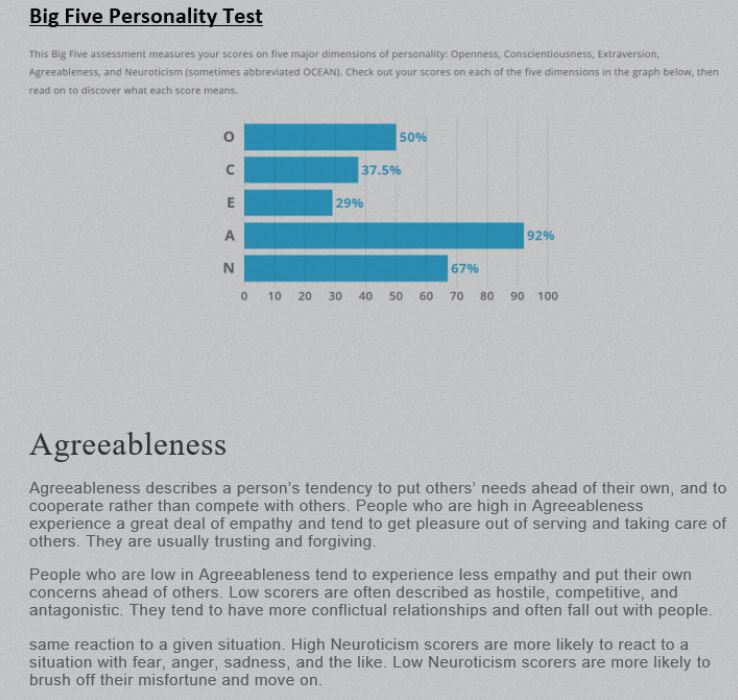 Big Five Personality Test
This Big Five assessment measures your scores on five major dimensions of personality: Openness, Conscientiousness, Extraversion,
Agreeableness, and Neuroticism (sometimes abbreviated OCEAN). Check out your scores on each of the five dimensions in the graph below, then
read on to discover what each score means.
O 50%
C 37.5%
E 29%
A 92%
N 67%
0 10 20 30 40 50 60 70 80 90 100
Agreeableness
Agreeableness describes a person's tendency to put others' needs ahead of their own, and to
cooperate rather than compete with others. People who are high in Agreeableness
experience a great deal of empathy and tend to get pleasure out of serving and taking care of
others. They are usually trusting and forgiving.
People who are low in Agreeableness tend to experience less empathy and put their own
concerns ahead of others. Low scorers are often described as hostile, competitive, and
antagonistic. They tend to have more conflictual relationships and often fall out with people.
same reaction to a given situation. High Neuroticism scorers are more likely to react to a
situation with fear, anger, sadness, and the like. Low Neuroticism scorers are more likely to
brush off their misfortune and move on.